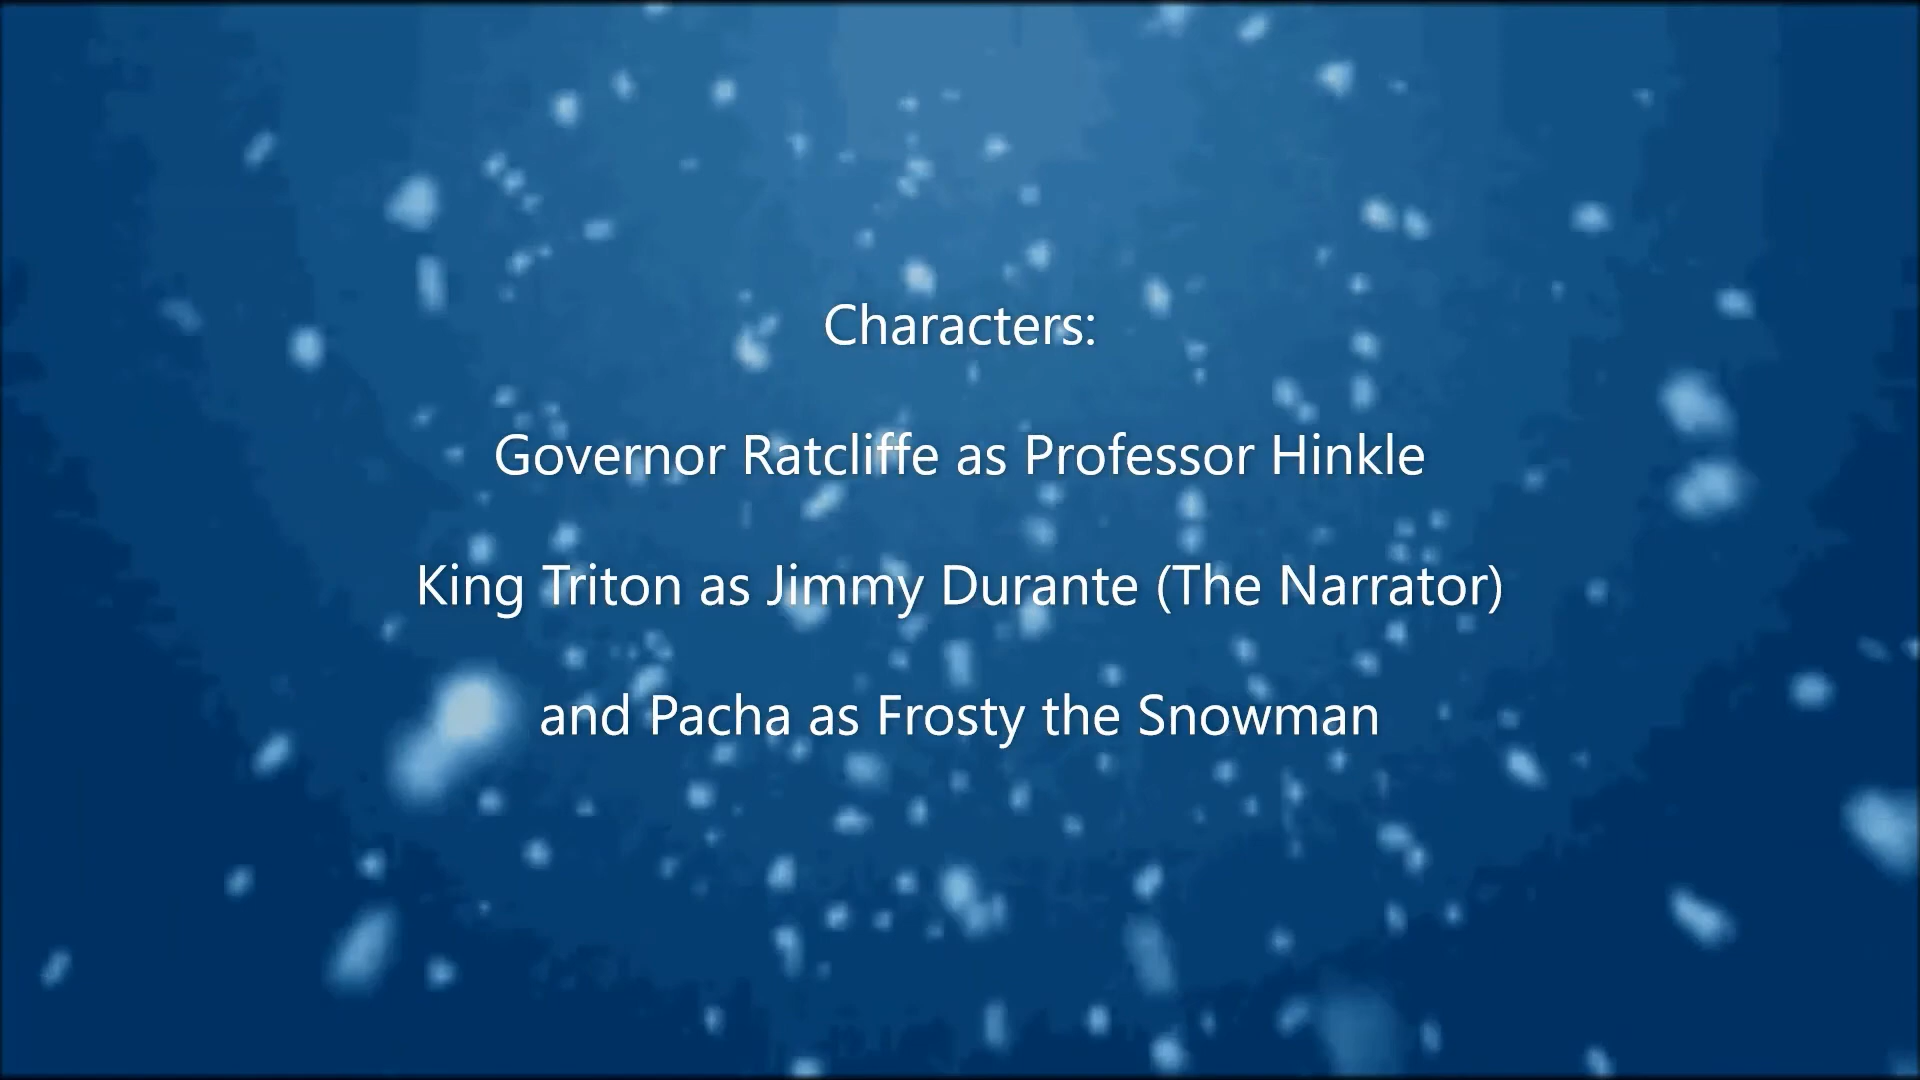 Characters:
Governor Ratcliffe as Professor Hinkle
King Triton as Jimmy Durante (The Narrator)
and Pacha as Frosty the Snowman